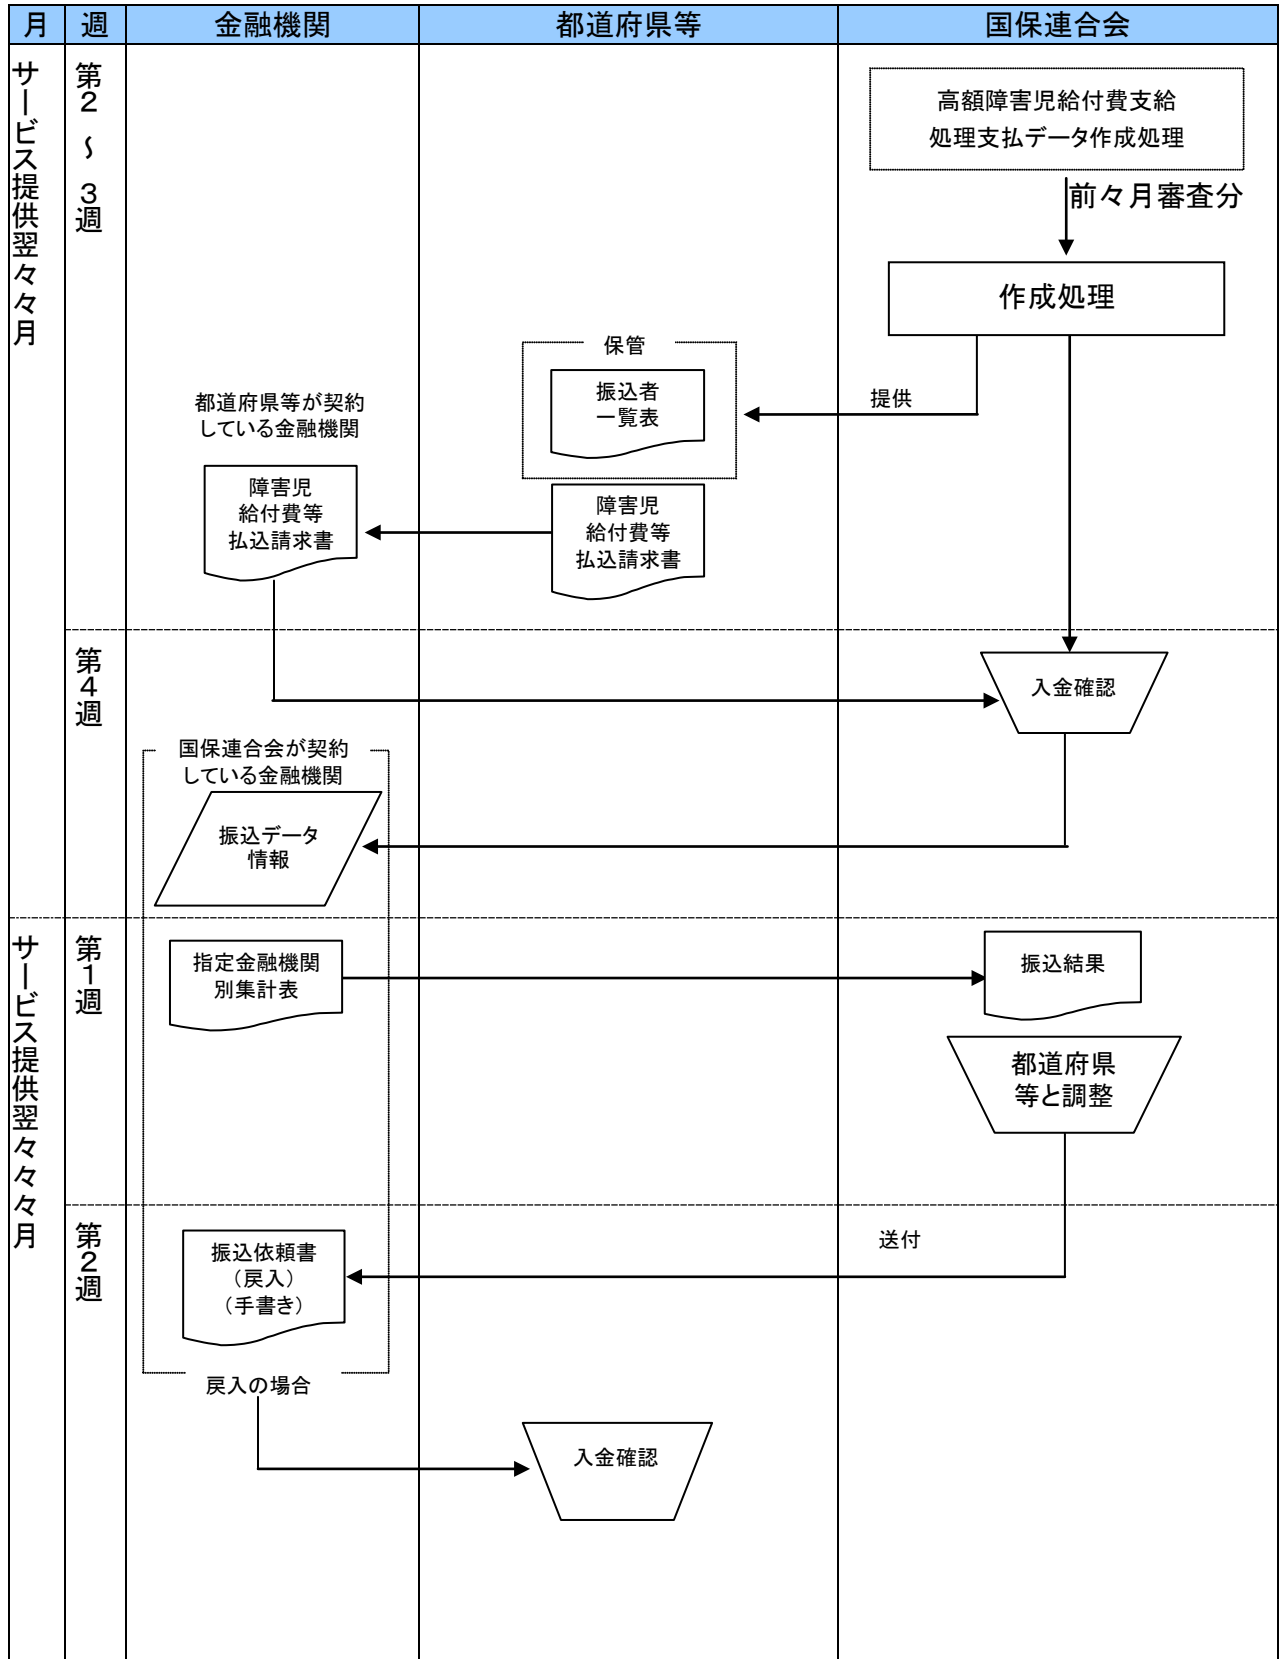 月 週 金融機関 都道府県等 国保連合会
サービス提供翌々月
第2～3週
高額障害児給付費支給
処理支払データ作成処理
前々月審査分
作成処理
保管
振込者
一覧表
提供
都道府県等が契約
している金融機関
障害児
給付費等
払込請求書
障害児
給付費等
払込請求書
第4週
入金確認
国保連合会が契約
している金融機関
振込データ
情報
サービス提供翌々々月
第1週
指定金融機関
別集計表
振込結果
都道府県
等と調整
第2週
送付
振込依頼書
（戻入）
（手書き）
戻入の場合
入金確認